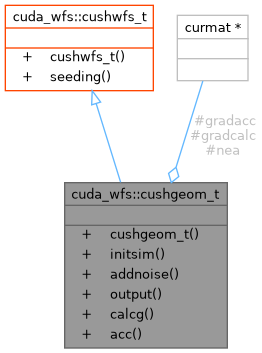 cuda_wfs::cushwfs_t
+ cushwfs_t()
+ seeding()
curmat *
#gradacc
#gradcalc
#nea
cuda_wfs::cushgeom_t
+ cushgeom_t()
+ initsim()
+ addnoise()
+ output()
+ calcg()
+ acc()